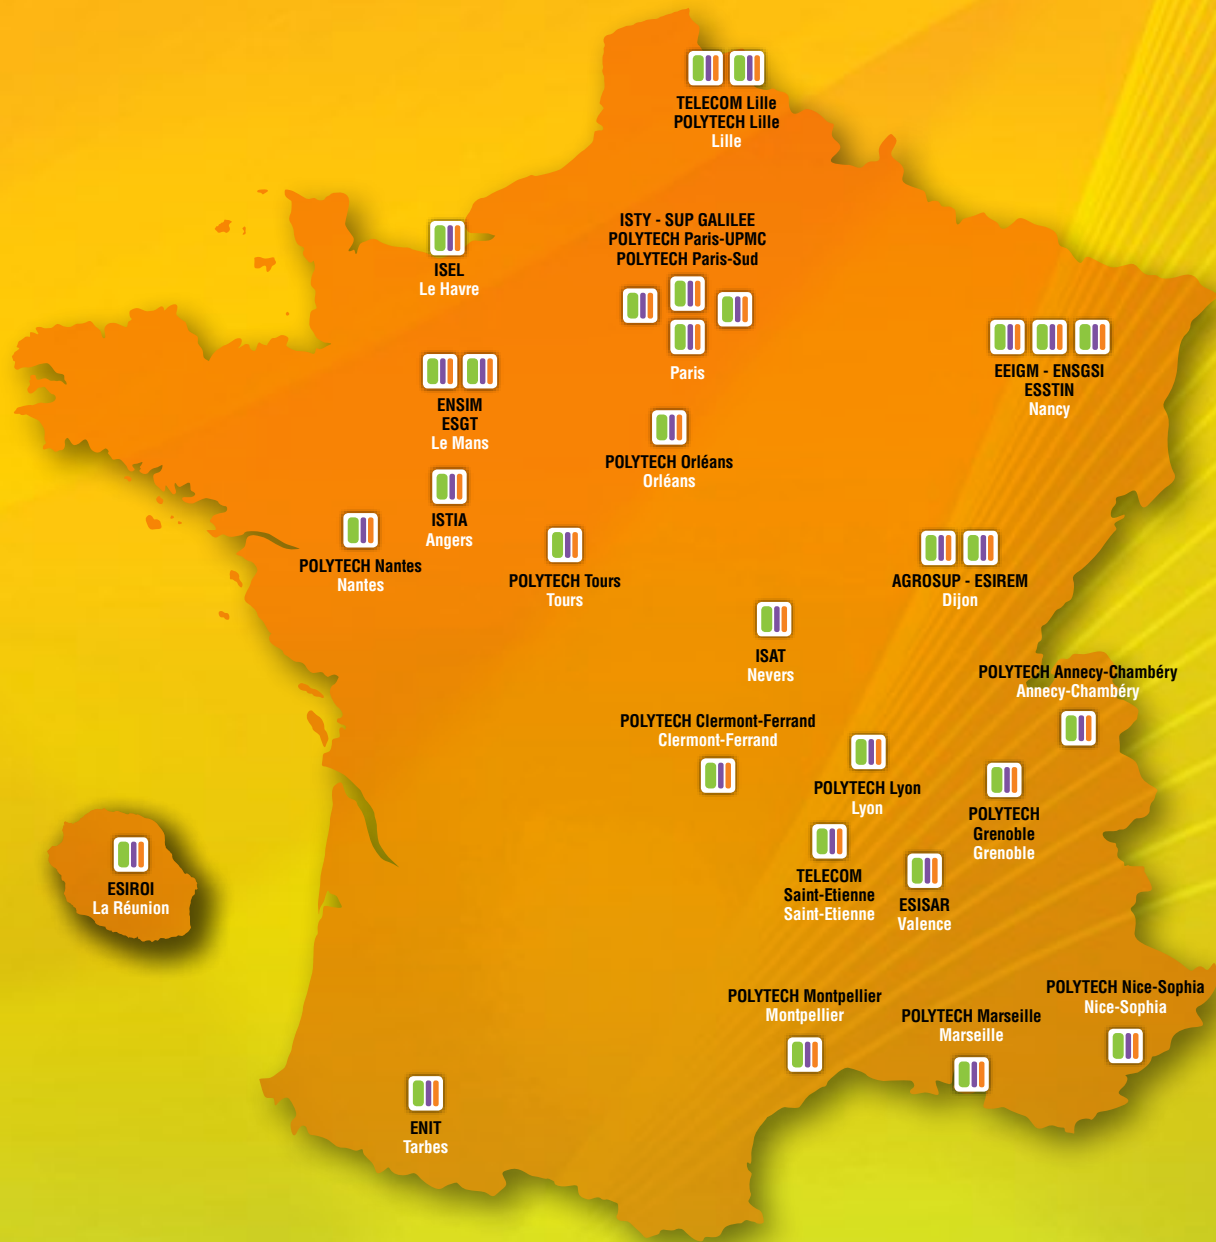 TELECOM Lille
POLYTECH Lille
Lille
ISTY - SUP GALILEE
POLYTECH Paris-UPMC
POLYTECH Paris-Sud
Paris
ISEL
Le Havre
EEIGM - ENSGSI
ESSTIN
Nancy
ENSIM
ESGT
Le Mans
POLYTECH Orléans
Orléans
ISTIA
Angers
POLYTECH Nantes
Nantes
POLYTECH Tours
Tours
AGROSUP - ESIREM
Dijon
ISAT
Nevers
POLYTECH Annecy-Chambéry
Annecy-Chambéry
POLYTECH Clermont-Ferrand
Clermont-Ferrand
POLYTECH Lyon
Lyon
POLYTECH
Grenoble
Grenoble
TELECOM
Saint-Etienne
Saint-Etienne
ESISAR
Valence
ESIROI
La Réunion
POLYTECH Montpellier
Montpellier
POLYTECH Marseille
Marseille
POLYTECH Nice-Sophia
Nice-Sophia
ENIT
Tarbes